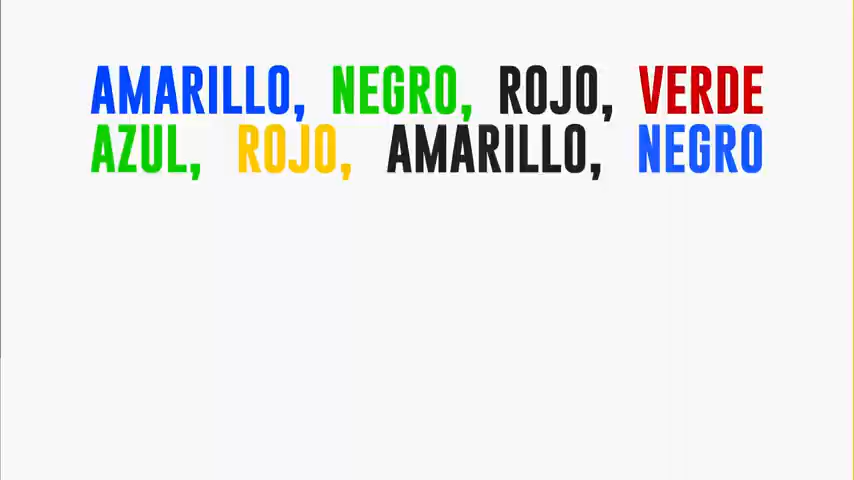 AMARILLO, NEGRO, ROJO, VERDE
AZUL, ROJO, AMARILLO, NEGRO